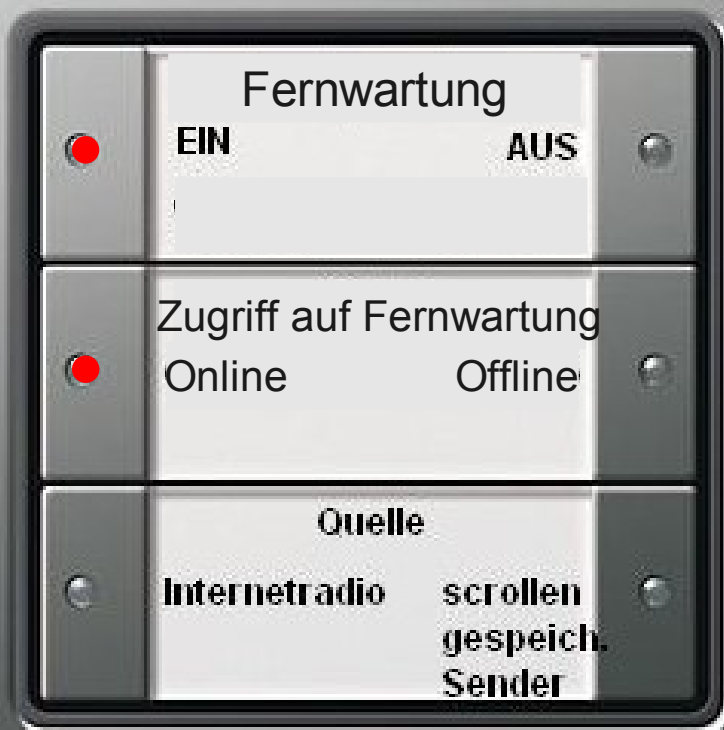 Fernwartung
EIN AUS
Zugriff auf Fernwartung
Online Offline
Quelle
Internetradio scrollen
gespeich.
Sender